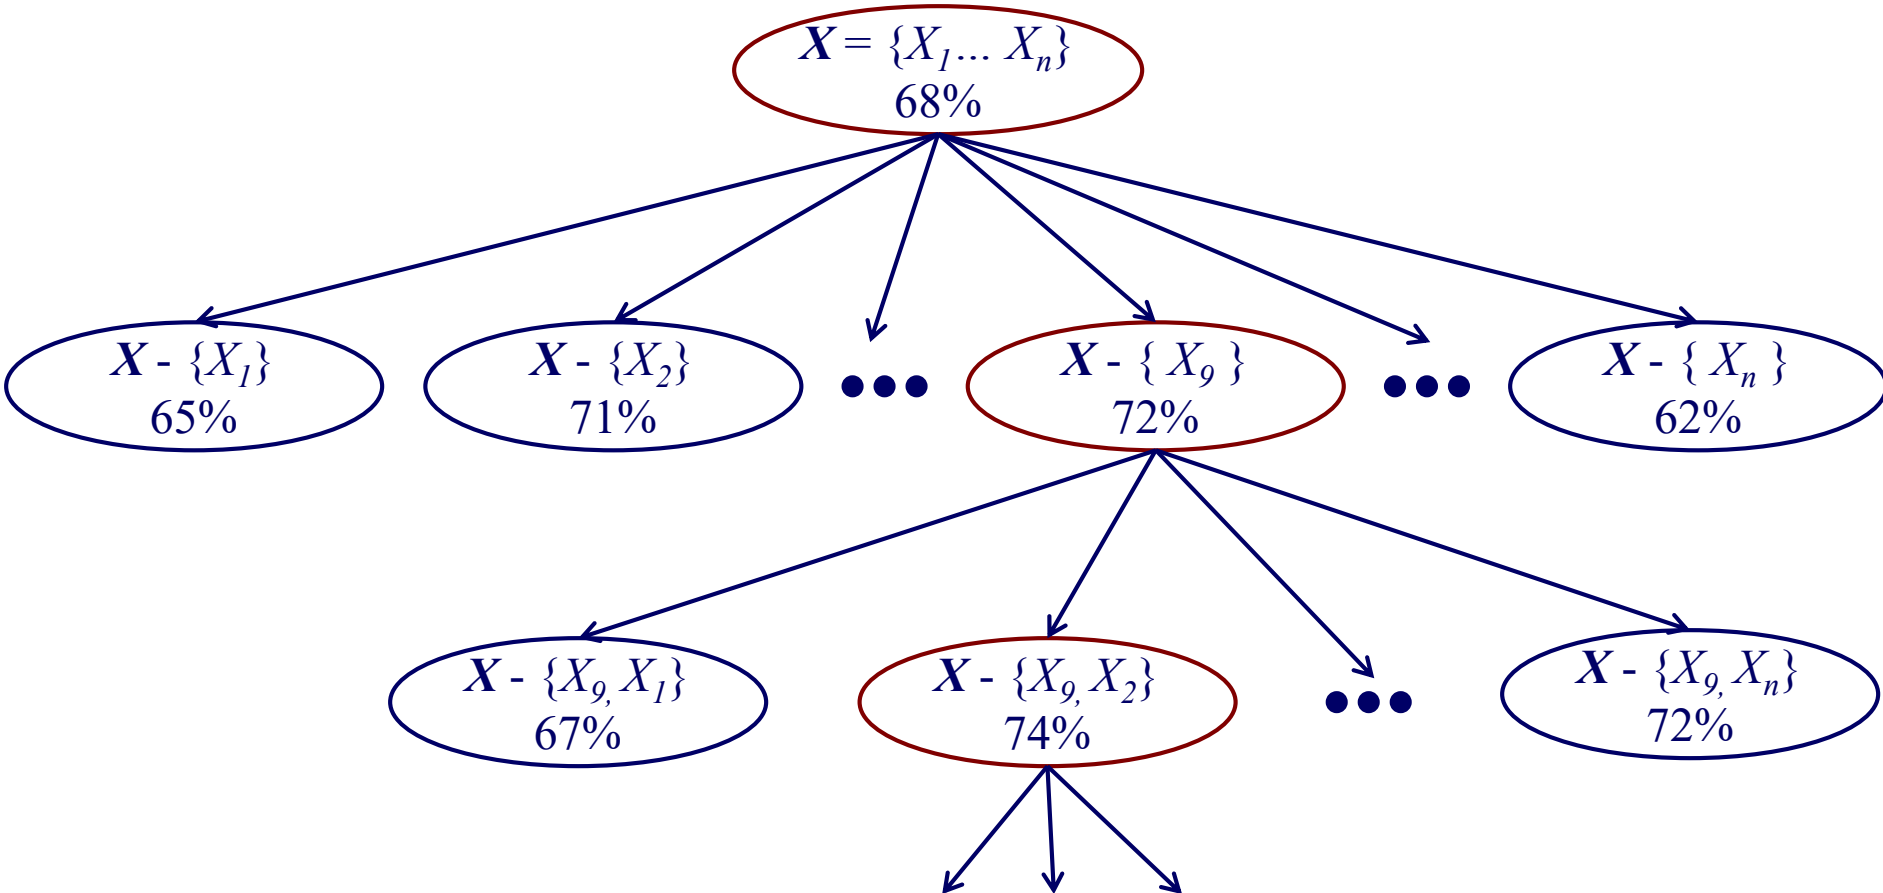 X = {X1... Xn}
68%
X - {X1}
65%
X - {X2}
71%
X - { X9 }
72%
X - { Xn }
62%
X - {X9, X1}
67%
X - {X9, X2}
74%
X - {X9, Xn}
72%